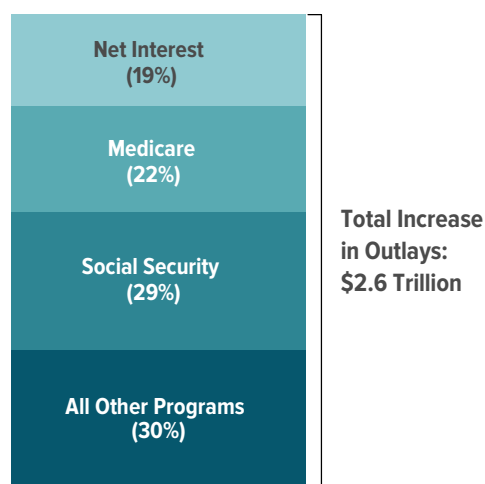 Net Interest
(19%)
Medicare
(22%)
Social Security
(29%)
All Other Programs
(30%)
Total Increase
in Outlays:
$2.6 Trillion